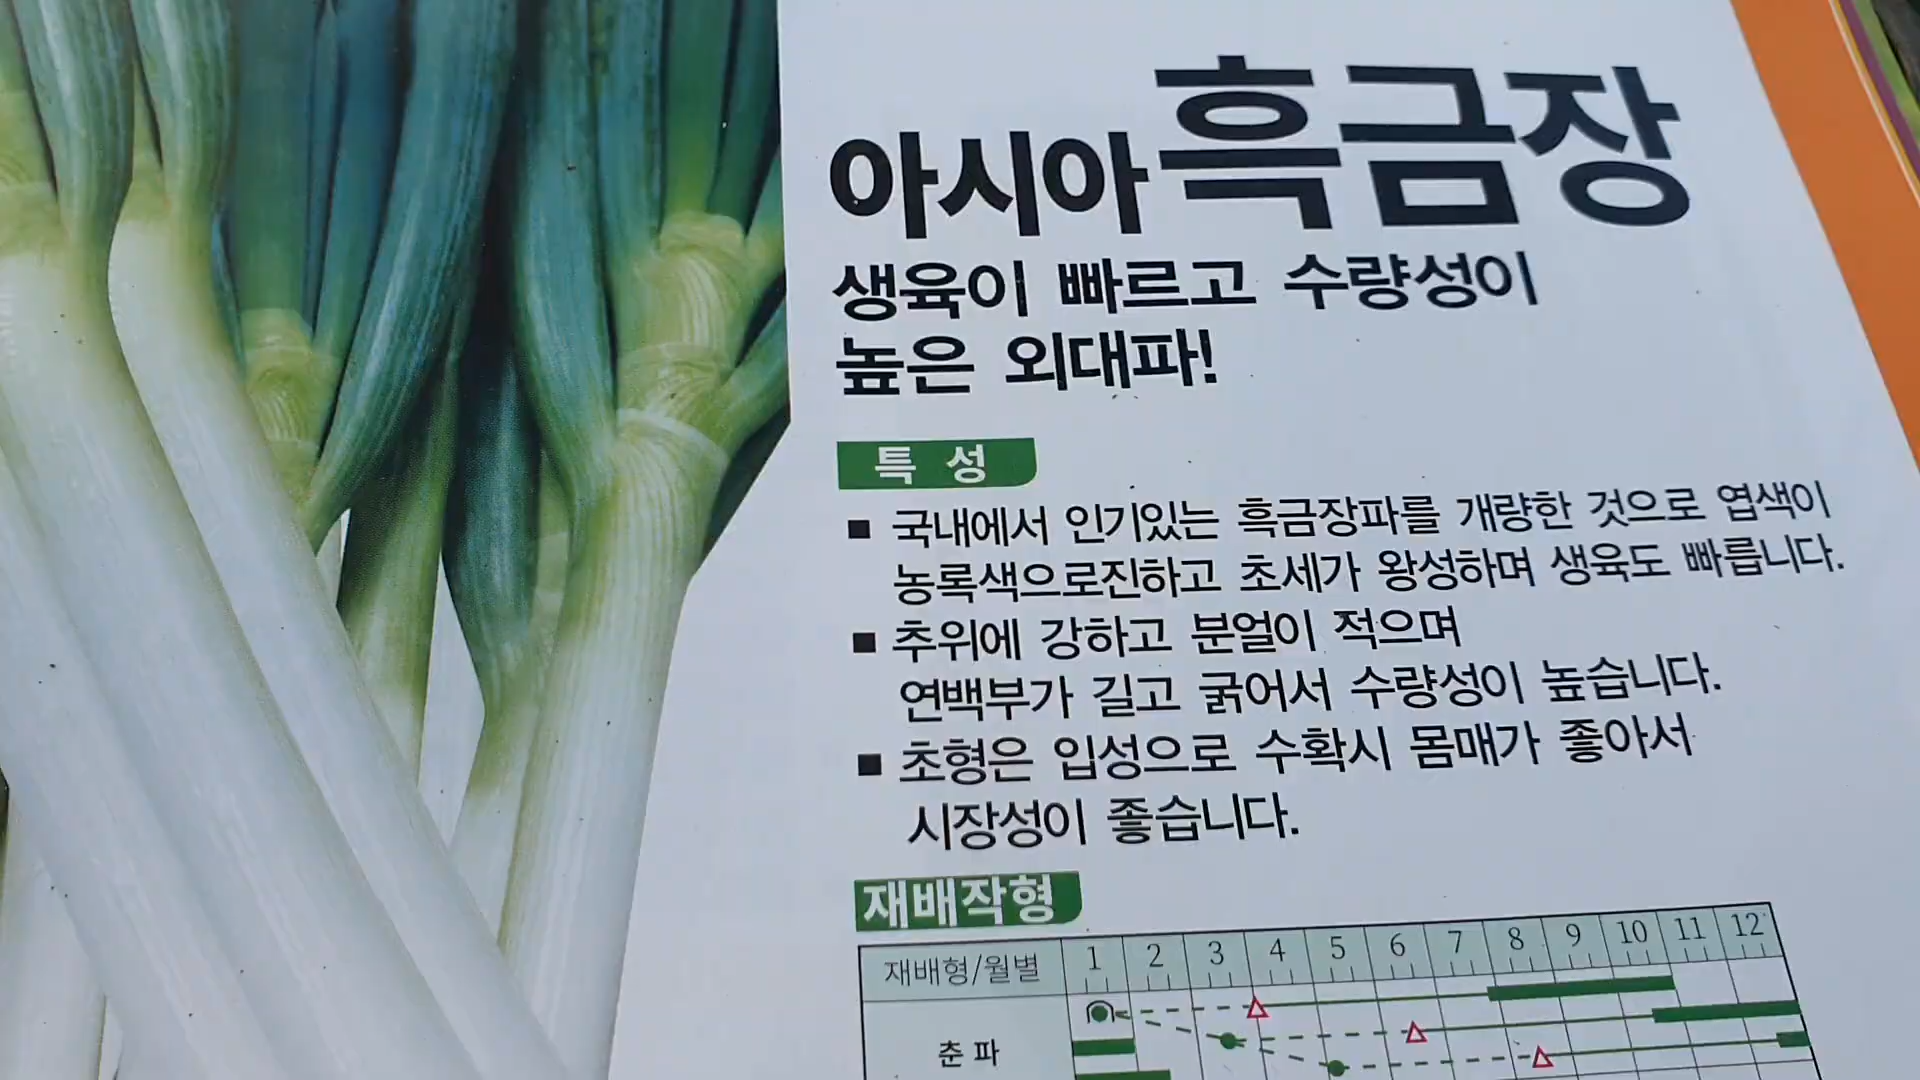 아시아흑금장
생육이 빠르고 수량성이
높은 외대파!
특 성
■ 국내에서 인기있는 흑금장파를 개량한 것으로 엽색이
농록색으로진하고 초세가 왕성하며 생육도 빠릅니다.
■ 추위에 강하고 분얼이 적으며
연백부가 길고 굵어서 수량성이 높습니다.
■ 초형은 입성으로 수확시 몸매가 좋아서
시장성이 좋습니다.
재배작형
재배형/월별 1 2 3 4 5 6 7 8 9 10 11 12
춘 파